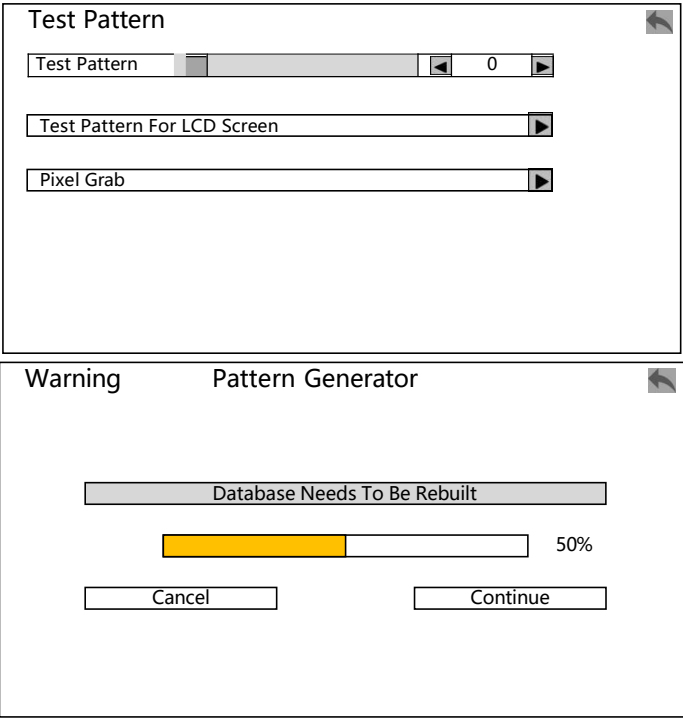 Test Pattern
Test Pattern 0
Test Pattern For LCD Screen
Pixel Grab
Warning Pattern Generator
Database Needs To Be Rebuilt
50%
Cancel Continue